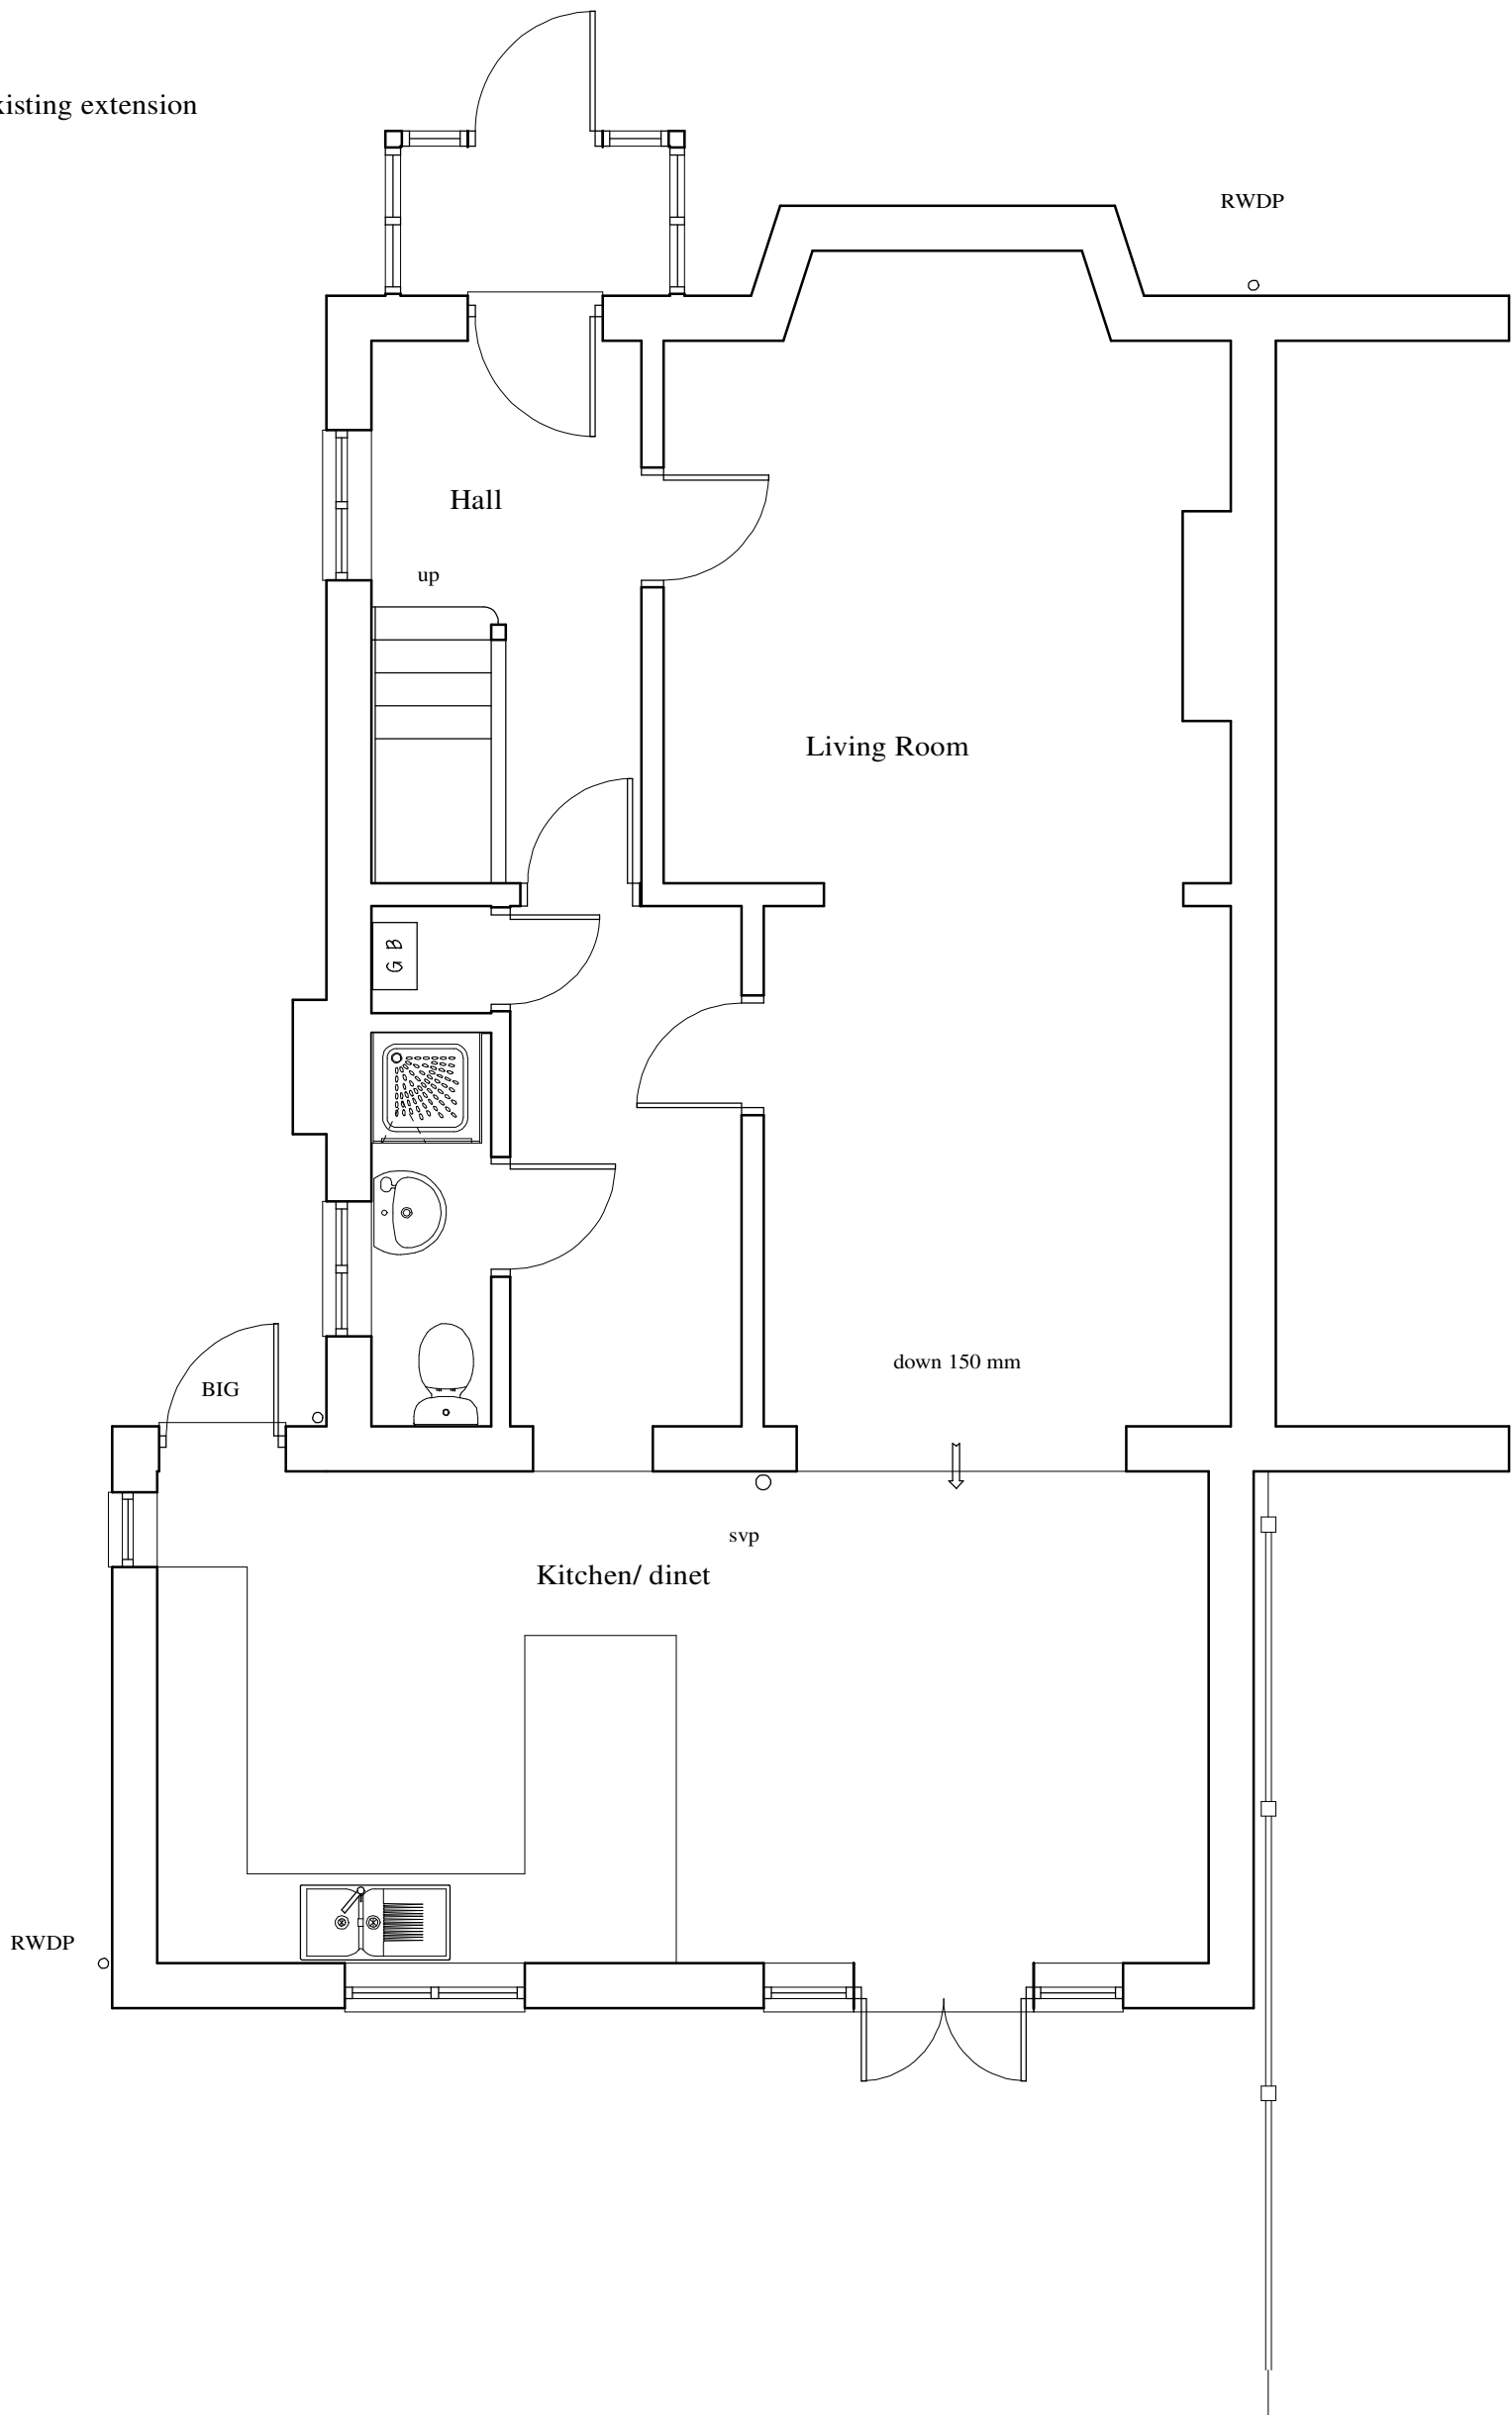 xisting extension
RWDP
Hall
up
Living Room
G B
down 150 mm
BIG
svp
Kitchen/ dinet
RWDP